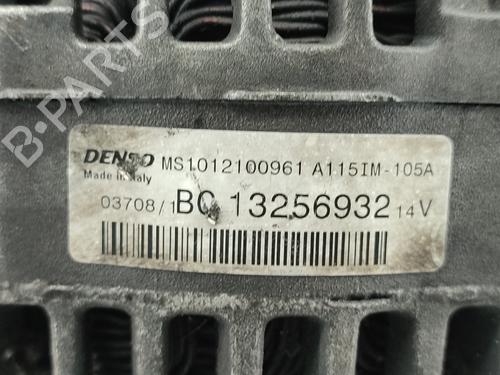 B-PARTS
DENSO MS1012100961 A115IM-105A
Made in Italy
03708/1 BC 13256932 14V